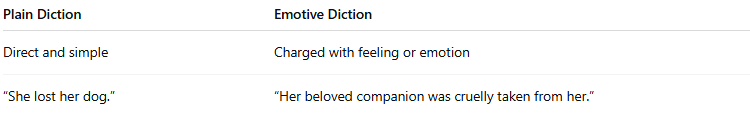 Plain Diction Emotive Diction
Direct and simple Charged with feeling or emotion
“She lost her dog.” “Her beloved companion was cruelly taken from her.”